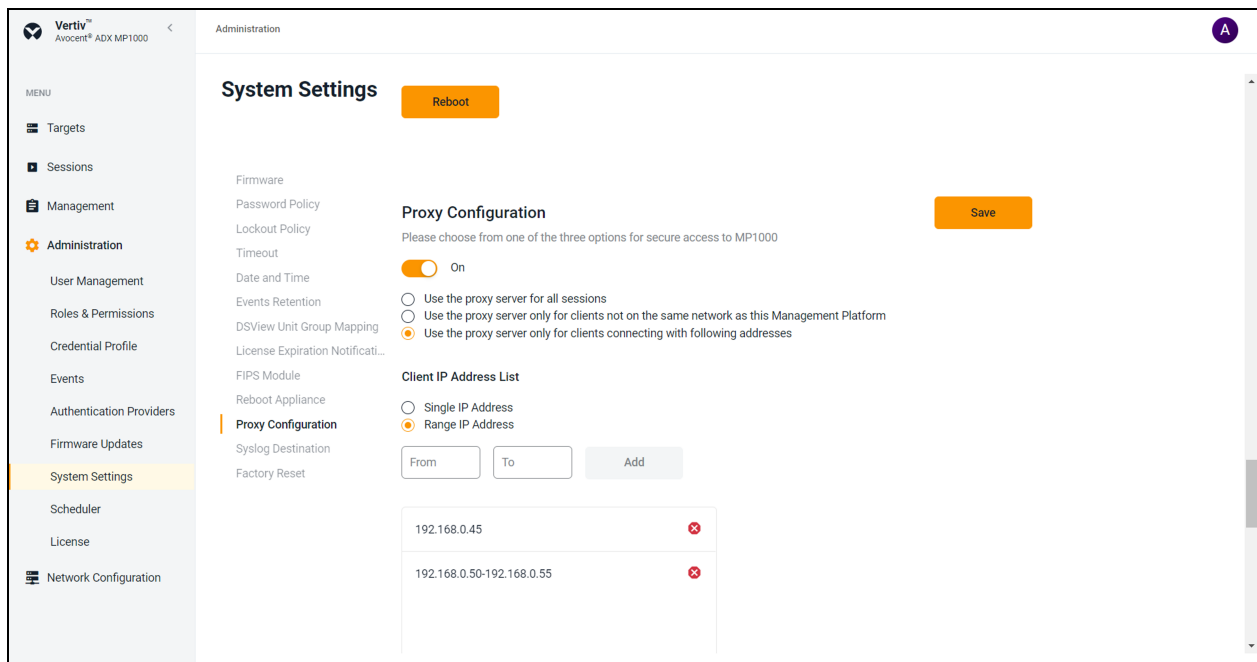 Vertiv™
Avocent® ADX MP1000
Administration
A
MENU
Targets
Sessions
Management
Administration
User Management
Roles & Permissions
Credential Profile
Events
Authentication Providers
Firmware Updates
System Settings
Scheduler
License
Network Configuration
System Settings
Reboot
Firmware
Password Policy
Lockout Policy
Timeout
Date and Time
Events Retention
DSView Unit Group Mapping
License Expiration Notificati...
FIPS Module
Reboot Appliance
Proxy Configuration
Syslog Destination
Factory Reset
Proxy Configuration
Save
Please choose from one of the three options for secure access to MP1000
On
Use the proxy server for all sessions
Use the proxy server only for clients not on the same network as this Management Platform
Use the proxy server only for clients connecting with following addresses
Client IP Address List
Single IP Address
Range IP Address
From To Add
192.168.0.45
192.168.0.50-192.168.0.55